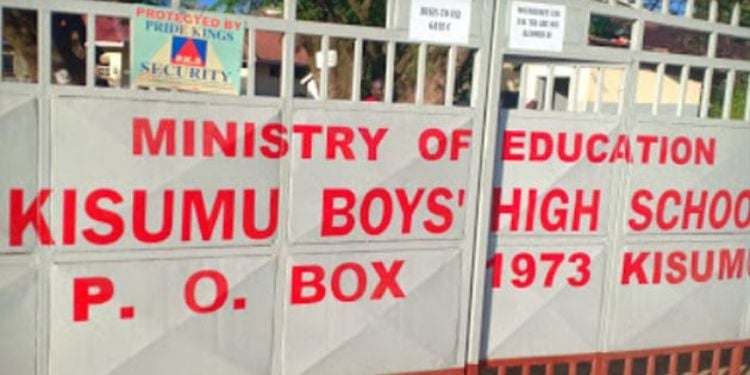 PROTECTED BY
PRIDE KINGS
SECURITY
MINISTRY OF EDUCATION
KISUMU BOYS' HIGH SCHOO
P. O. BOX 1973 KISUMU